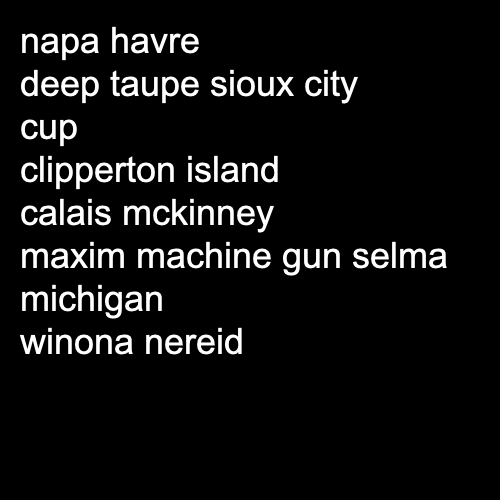 napa havre
deep taupe sioux city
cup
clipperton island
calais mckinney
maxim machine gun selma
michigan
winona nereid